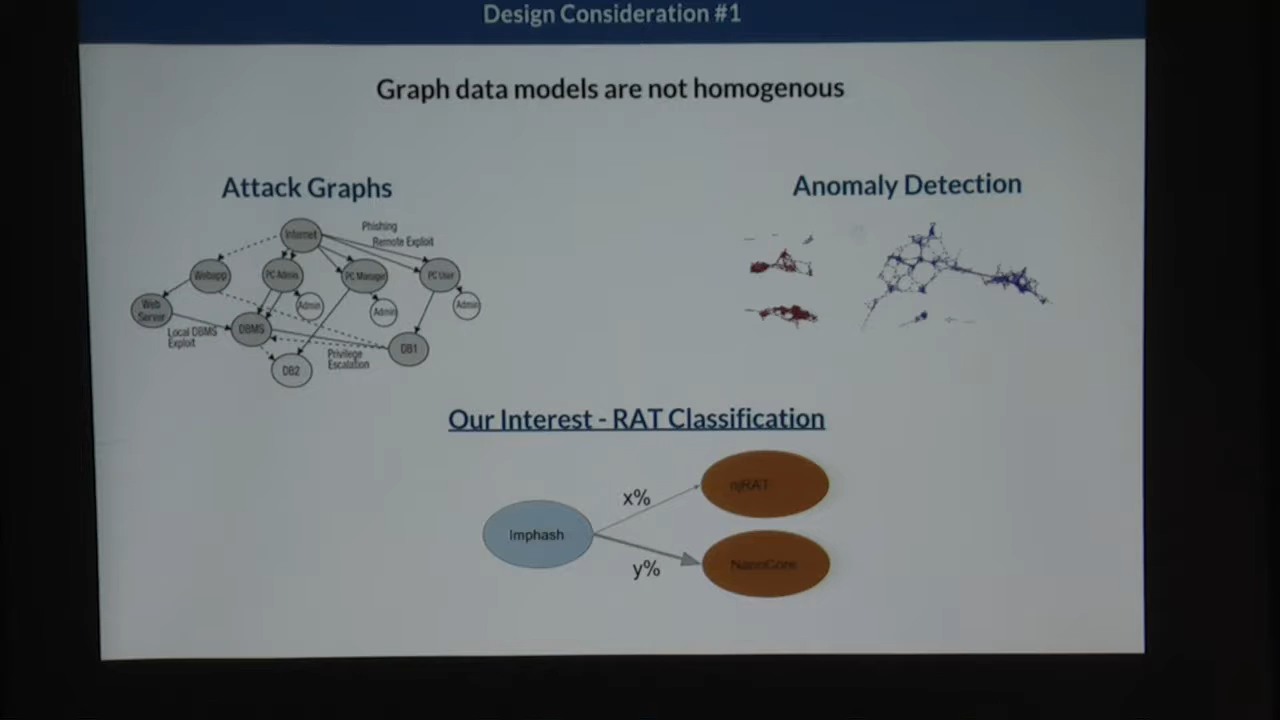 Design Consideration #1
Graph data models are not homogenous
Attack Graphs
Anomaly Detection
Internet
Phishing
Remote Exploit
Webapp
PC Admin
PC Manager
PC User
Web
Server
Admin
Admin
Admin
Local DBMS
Exploit
DBMS
DB1
Privilege
Escalation
DB2
Our Interest - RAT Classification
Imphash
x%
njRAT
y%
NanoCore